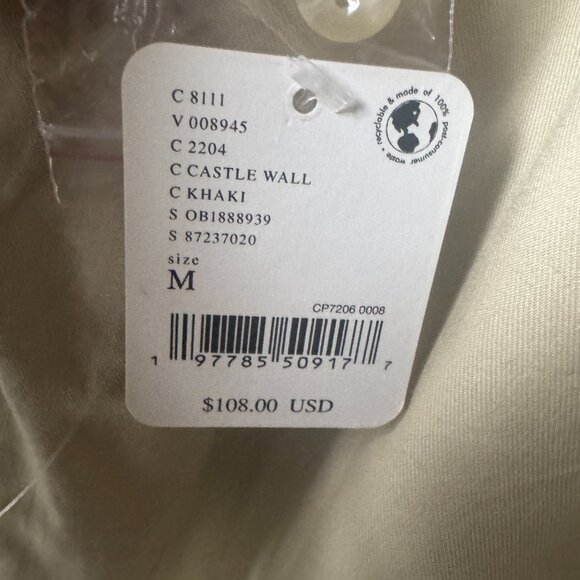 C 8111
V 008945
C 2204
C CASTLE WALL
C KHAKI
S OB1888939
S 87237020
size
M
recyclable & made of 100% post-consumer waste •
CP7206 0008
1 97785 50917 7
$108.00 USD